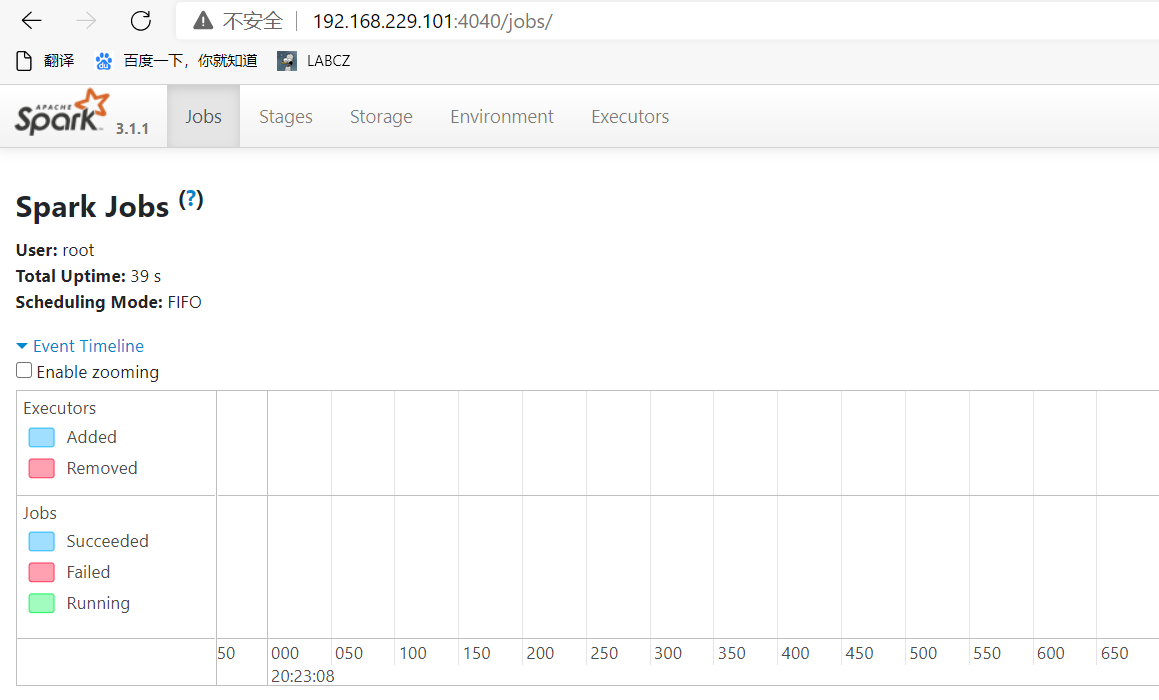 不安全 192.168.229.101:4040/jobs/
翻译 百度一下，你就知道 LABCZ
APACHE Spark 3.1.1 Jobs Stages Storage Environment Executors
Spark Jobs (?)
User: root
Total Uptime: 39 s
Scheduling Mode: FIFO
Event Timeline
Enable zooming
Executors
Added
Removed
Jobs
Succeeded
Failed
Running
50 000 050 100 150 200 250 300 350 400 450 500 550 600 650
20:23:08